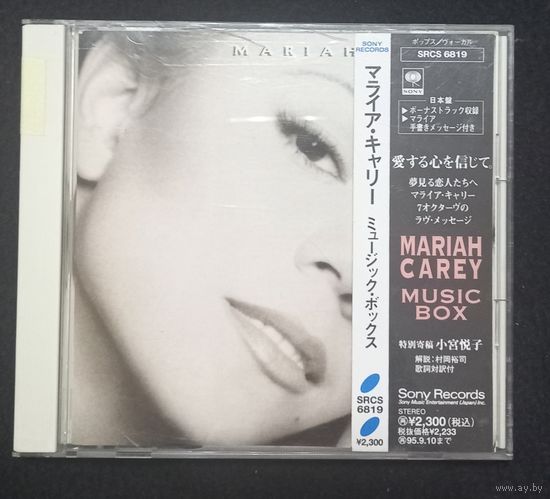 MARIAH
SONY
RECORDS
マライア・キャリー
ミュージック・ボックス
SRCS
6819
¥2,300
ポップス/ヴォーカル
SRCS 6819
SONY
日本盤
▶ボーナストラック収録
▶マライア
手書きメッセージ付き
愛する心を信じて。
夢見る恋人たちへ
マライア・キャリー
7オクターヴの
ラヴ・メッセージ
MARIAH
CAREY
MUSIC
BOX
特別寄稿 小宮悦子
解説:村岡裕司
歌詞対訳付
Sony Records
Sony Music Entertainment (Japan) Inc.
STEREO
¥2,300(税込)
税抜価格¥2,233
95.9.10まで
www.ay.by